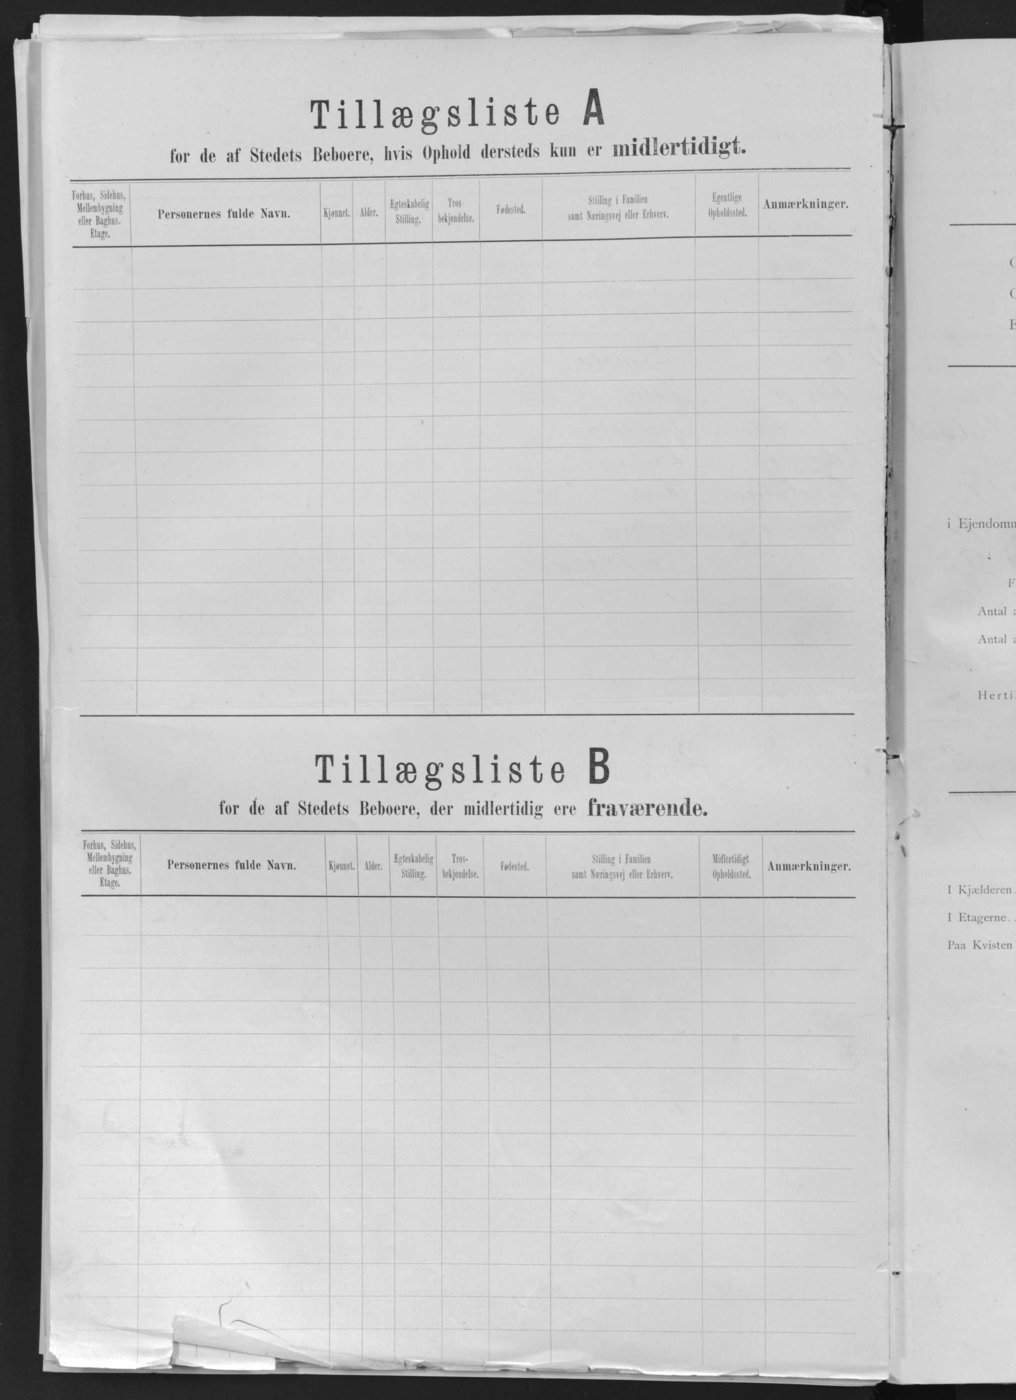 Tillægsliste A
for de af Stedets Beboere, hvis Ophold dersteds kun er midlertidigt.
Forhus, Sidehus,
Mellembygning
eller Baghus.
Etage.
Personernes fulde Navn.
Kjønnet.
Alder.
Ægteskabelig
Stilling.
Tros-
bekjendelse.
Fødested.
Stilling i Familien
samt Næringsvej eller Erhverv.
Egentlige
Opholdssted.
Anmærkninger.
Tillægsliste B
for de af Stedets Beboere, der midlertidig ere fraværende.
Forhus, Sidehus,
Mellembygning
eller Baghus.
Etage.
Personernes fulde Navn.
Kjønnet.
Alder.
Ægteskabelig
Stilling.
Tros-
bekjendelse.
Fødested.
Stilling i Familien
samt Næringsvej eller Erhverv.
Midlertidigt
Opholdssted.
Anmærkninger.
i Ejendomm
Antal
Antal
Herti
I Kjælderen.
I Etagerne..
Paa Kvisten